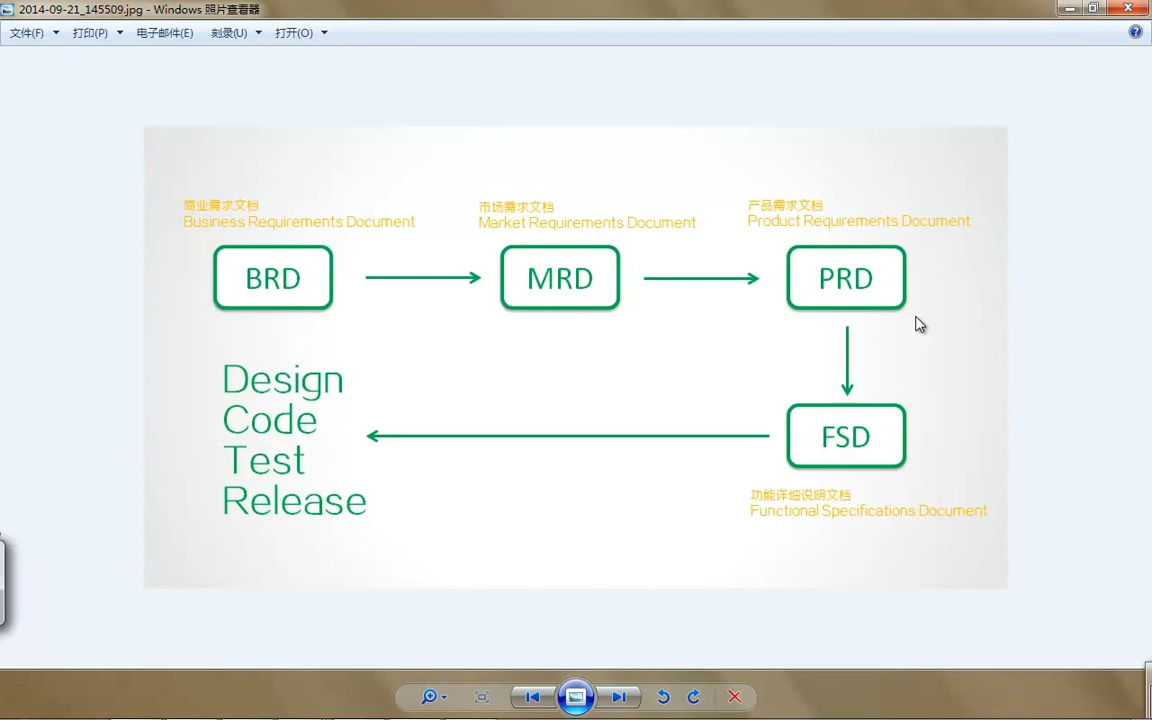 2014-09-21_145509.jpg - Windows 照片查看器
文件(F) 打印(P) 电子邮件(E) 刻录(U) 打开(O)
商业需求文档
Business Requirements Document
市场需求文档
Market Requirements Document
产品需求文档
Product Requirements Document
BRD
MRD
PRD
Design
Code
Test
Release
FSD
功能详细说明文档
Functional Specifications Document